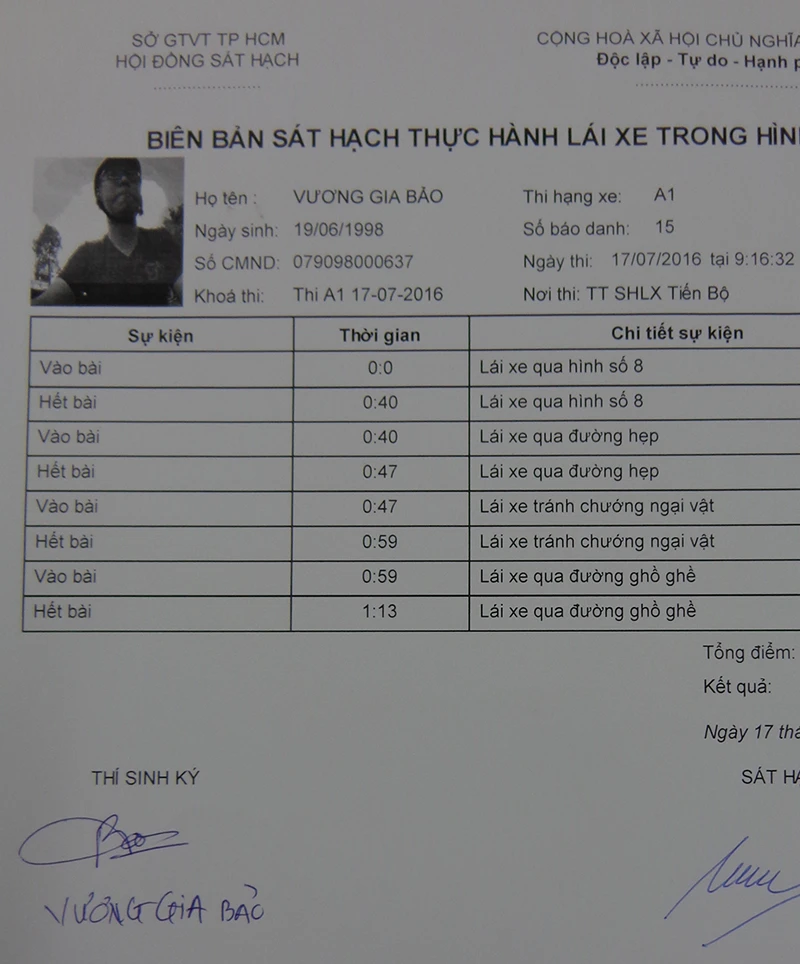 SỞ GTVT TP HCM
HỘI ĐỒNG SÁT HẠCH
CỘNG HOÀ XÃ HỘI CHỦ NGHĨA
Độc lập - Tự do - Hạnh p
BIÊN BẢN SÁT HẠCH THỰC HÀNH LÁI XE TRONG HÌN
Họ tên : VƯƠNG GIA BẢO Thi hạng xe: A1
Ngày sinh: 19/06/1998 Số báo danh: 15
Số CMND: 079098000637 Ngày thi: 17/07/2016 tại 9:16:32
Khoá thi: Thi A1 17-07-2016 Nơi thi: TT SHLX Tiến Bộ
Sự kiện Thời gian Chi tiết sự kiện
Vào bài 0:0 Lái xe qua hình số 8
Hết bài 0:40 Lái xe qua hình số 8
Vào bài 0:40 Lái xe qua đường hẹp
Hết bài 0:47 Lái xe qua đường hẹp
Vào bài 0:47 Lái xe tránh chướng ngại vật
Hết bài 0:59 Lái xe tránh chướng ngại vật
Vào bài 0:59 Lái xe qua đường ghồ ghề
Hết bài 1:13 Lái xe qua đường ghồ ghề
Tổng điểm:
Kết quả:
Ngày 17 thá
THÍ SINH KÝ SÁT HẠ
Bảo
VƯƠNG GIA BẢO